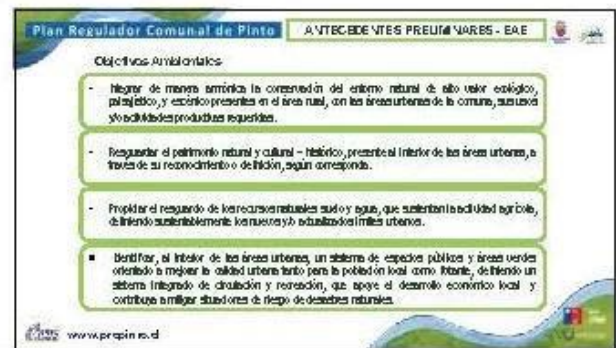 Plan Regulador Comunal de Pinto
ANTECEDENTES PRELIMINARES - EAE
Objetivos Ambientales
- Integrar de manera armónica la conservación del entorno natural de alto valor ecológico,
paisajístico, y escénico presentes en el área rural, con las áreas urbanas de la comuna, sus usos
y/o actividades productivas requeridas.
- Resguardar el patrimonio natural y cultural – histórico, presente al interior de las áreas urbanas, a
través de su reconocimiento o definición, según corresponda.
- Propiciar el resguardo de los recursos naturales suelo y agua, que sustentan la actividad agrícola,
definiendo sustentablemente los nuevos y/o actualizados límites urbanos.
▪ Identificar, al interior de las áreas urbanas, un sistema de espacios públicos y áreas verdes
orientado a mejorar la calidad urbana tanto para la población local como flotante, definiendo un
sistema integrado de circulación y recreación, que apoye el desarrollo económico local y
contribuya a mitigar situaciones de riesgo de desastres naturales.
www.prcpinto.cl